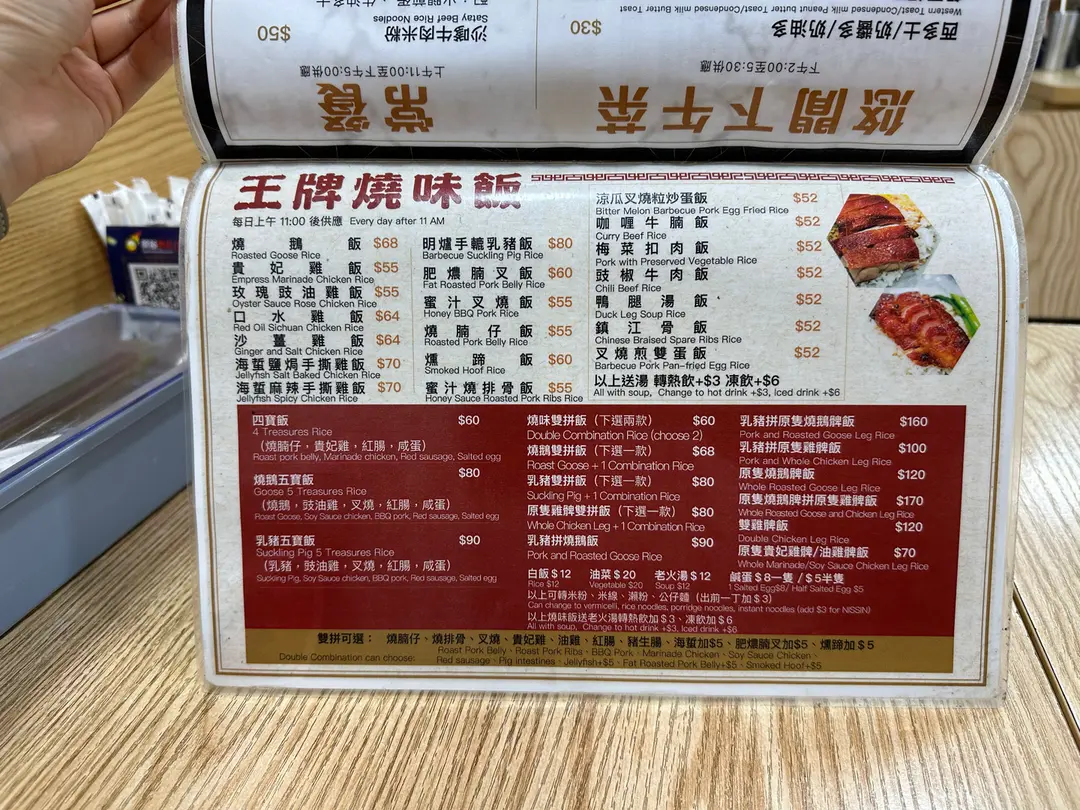 西多士/奶醬多/奶油多
$30
Western Toast/Condensed milk Peanut butter Toast/Condensed milk Butter Toast
下午2:00至5:30供應
悠閒下午茶
沙嗲牛肉米粉
$50
Satay Beef Rice Noodles
上午11:00至下午5:00供應
常餐
王牌燒味飯
每日上午 11:00 後供應 Every day after 11 AM
燒鵝飯 $68
Roasted Goose Rice
貴妃雞飯 $55
Empress Marinade Chicken Rice
玫瑰豉油雞飯 $55
Oyster Sauce Rose Chicken Rice
口水雞飯 $64
Red Oil Sichuan Chicken Rice
沙薑雞飯 $64
Ginger and Salt Chicken Rice
海蜇鹽焗手撕雞飯 $70
Jellyfish Salt Baked Chicken Rice
海蜇麻辣手撕雞飯 $70
Jellyfish Spicy Chicken Rice
明爐手轆乳豬飯 $80
Barbecue Suckling Pig Rice
肥燶腩叉飯 $60
Fat Roasted Pork Belly Rice
蜜汁叉燒飯 $55
Honey BBQ Pork Rice
燒腩仔飯 $55
Roasted Pork Belly Rice
燻蹄飯 $60
Smoked Hoof Rice
蜜汁燒排骨飯 $55
Honey Sauce Roasted Pork Ribs Rice
涼瓜叉燒粒炒蛋飯 $52
Bitter Melon Barbecue Pork Egg Fried Rice
咖喱牛腩飯 $52
Curry Beef Rice
梅菜扣肉飯 $52
Pork with Preserved Vegetable Rice
豉椒牛肉飯 $52
Chili Beef Rice
鴨腿湯飯 $52
Duck Leg Soup Rice
鎮江骨飯 $52
Chinese Braised Spare Ribs Rice
叉燒煎雙蛋飯 $52
Barbecue Pork Pan-fried Egg Rice
以上送湯 轉熱飲+$3 凍飲+$6
All with soup, Change to hot drink +$3, iced drink +$6
四寶飯 $60
4 Treasures Rice
(燒腩仔，貴妃雞，紅腸，咸蛋)
Roast pork belly, Marinade chicken, Red sausage, Salted egg
燒鵝五寶飯 $80
Goose 5 Treasures Rice
(燒鵝，豉油雞，叉燒，紅腸，咸蛋)
Roast Goose, Soy Sauce chicken, BBQ pork, Red sausage, Salted egg
乳豬五寶飯 $90
Suckling Pig 5 Treasures Rice
(乳豬，豉油雞，叉燒，紅腸，咸蛋)
Suckling Pig, Soy Sauce chicken, BBQ pork, Red sausage, Salted egg
燒味雙拼飯 (下選兩款) $60
Double Combination Rice (choose 2)
燒鵝雙拼飯 (下選一款) $68
Roast Goose + 1 Combination Rice
乳豬雙拼飯 (下選一款) $80
Suckling Pig + 1 Combination Rice
原隻雞髀雙拼飯 (下選一款) $80
Whole Chicken Leg + 1 Combination Rice
乳豬拼燒鵝飯 $90
Pork and Roasted Goose Rice
乳豬拼原隻燒鵝髀飯 $160
Pork and Roasted Goose Leg Rice
乳豬拼原隻雞髀飯 $100
Pork and Whole Chicken Leg Rice
原隻燒鵝髀飯 $120
Whole Roasted Goose Leg Rice
原隻燒鵝髀拼原隻雞髀飯 $170
Whole Roasted Goose and Chicken Leg Rice
雙雞髀飯 $120
Double Chicken Leg Rice
原隻貴妃雞髀/油雞髀飯 $70
Whole Marinade/Soy Sauce Chicken Leg Rice
白飯 $12 油菜 $20 老火湯 $12 鹹蛋 $8一隻 / $5半隻
Rice $12 Vegetable $20 Soup $12 1 Salted Egg$8/ Half Salted Egg $5
以上可轉米粉、米線、瀨粉、公仔麵 (出前一丁加$3)
Can change to vermicelli, rice noodles, porridge noodles, instant noodles (add $3 for NISSIN)
以上燒味飯送老火湯轉熱飲加$3、凍飲加$6
All with soup, Change to hot drink +$3, Iced drink +$6
雙拼可選： 燒腩仔、燒排骨、叉燒、貴妃雞、油雞、紅腸、豬生腸、海蜇加$5、肥燶腩叉加$5、燻蹄加$5
Double Combination can choose: Roast Pork Belly、Roast Pork Ribs、BBQ Pork、Marinade Chicken、Soy Sauce Chicken、
Red sausage、Pig intestines、Jellyfish+$5、Fat Roasted Pork Belly+$5、Smoked Hoof+$5